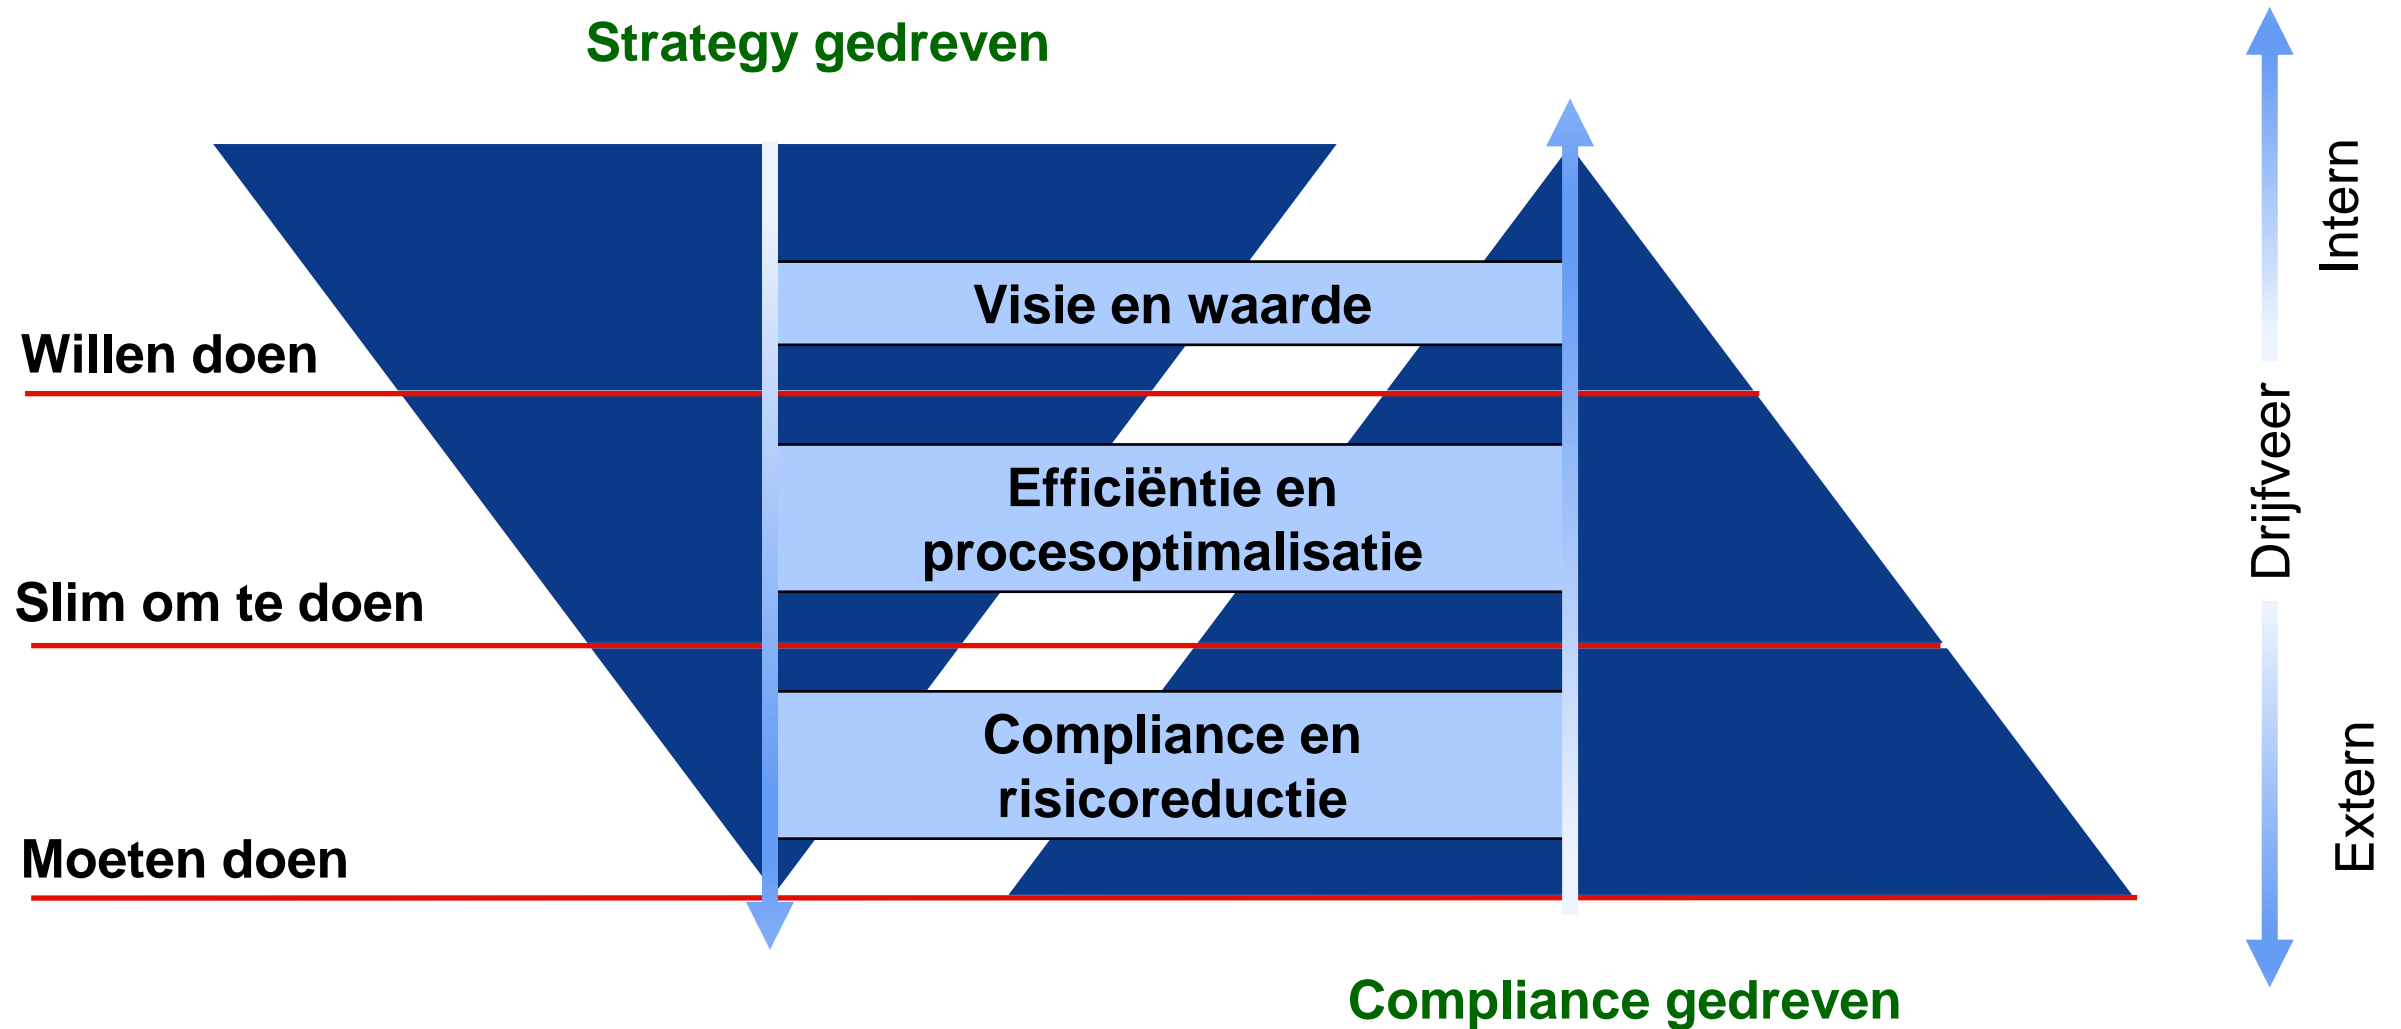 Strategy gedreven
Intern
Visie en waarde
Willen doen
Drijfveer
Efficiëntie en
procesoptimalisatie
Slim om te doen
Compliance en
risicoreductie
Extern
Moeten doen
Compliance gedreven